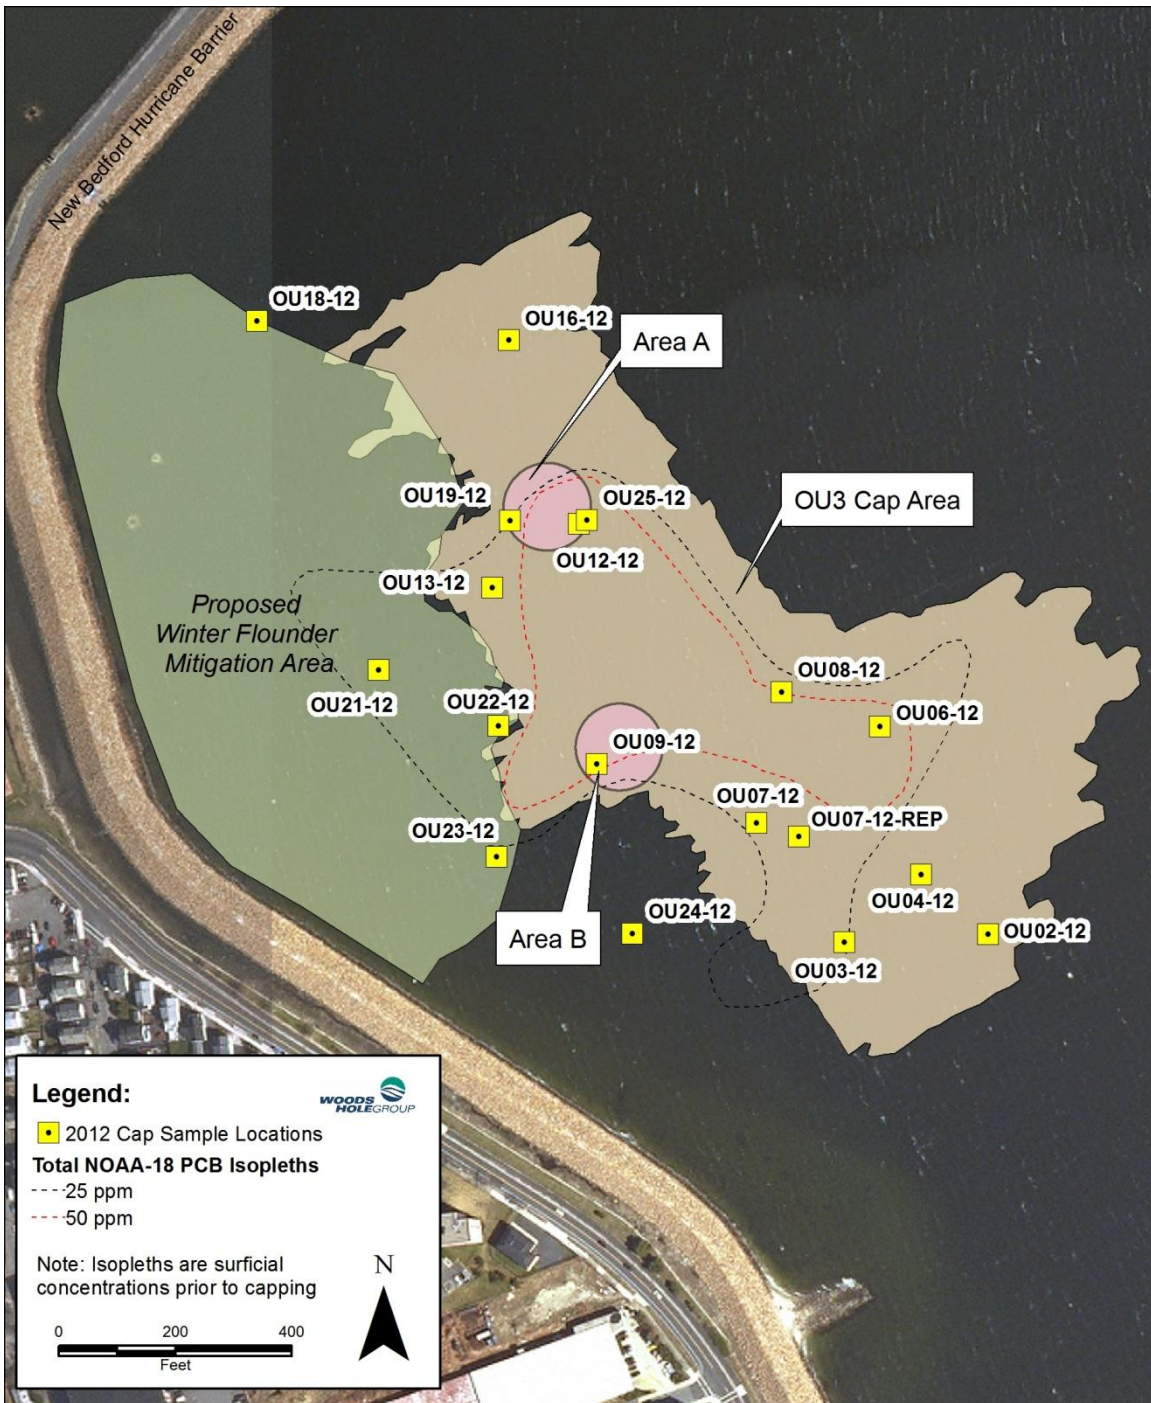 New Bedford Hurricane Barrier
OU18-12
OU16-12
Area A
OU19-12
OU25-12
OU3 Cap Area
OU12-12
OU13-12
Proposed
Winter Flounder
Mitigation Area
OU08-12
OU21-12
OU22-12
OU06-12
OU09-12
OU07-12
OU07-12-REP
OU23-12
OU04-12
OU24-12
Area B
OU02-12
OU03-12
Legend:
WOODS
HOLEGROUP
2012 Cap Sample Locations
Total NOAA-18 PCB Isopleths
25 ppm
50 ppm
Note: Isopleths are surficial
concentrations prior to capping
N
0 200 400
Feet